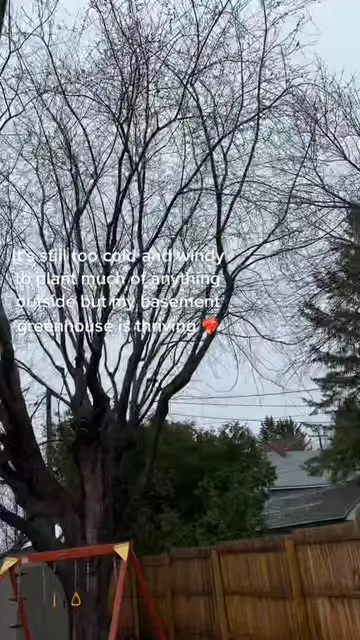 It's still too cold and windy
to plant much of anything
outside but my basement
greenhouse is thriving ❤️